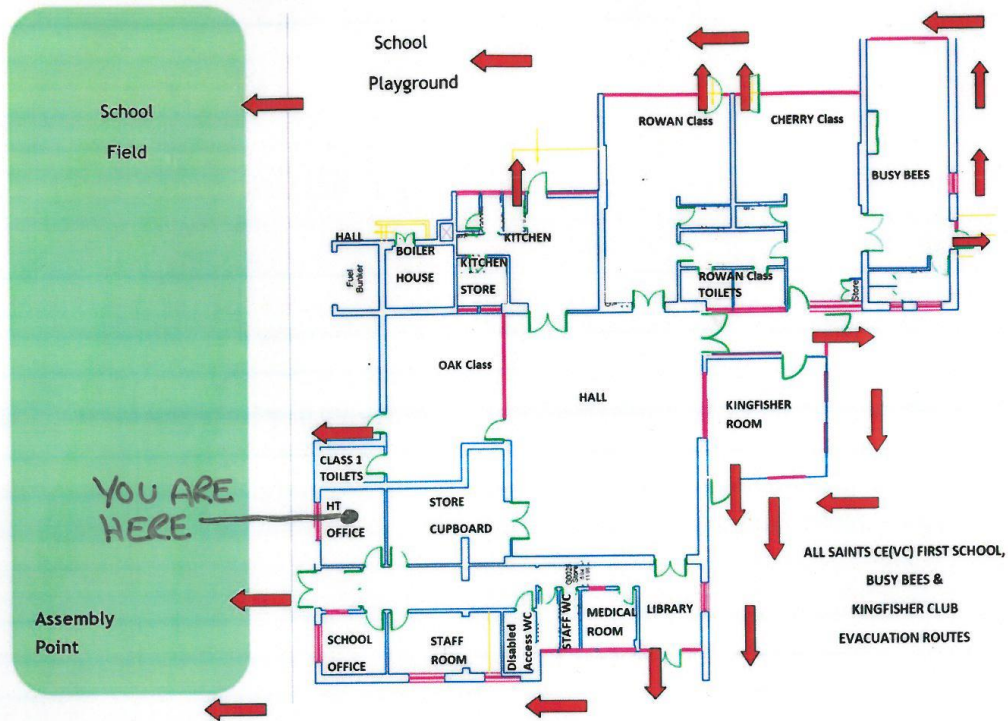 School
Playground
School
Field
ROWAN Class
CHERRY Class
BUSY BEES
HALL
BOILER
HOUSE
Fuel
Bunker
KITCHEN
KITCHEN
STORE
ROWAN Class
TOILETS
Store
OAK Class
HALL
KINGFISHER
ROOM
CLASS 1
TOILETS
YOU ARE
HERE
HT
OFFICE
STORE
CUPBOARD
Store
ALL SAINTS CE(VC) FIRST SCHOOL,
BUSY BEES &
KINGFISHER CLUB
EVACUATION ROUTES
Assembly
Point
SCHOOL
OFFICE
STAFF
ROOM
Disabled
Access WC
STAFF WC
MEDICAL
ROOM
LIBRARY